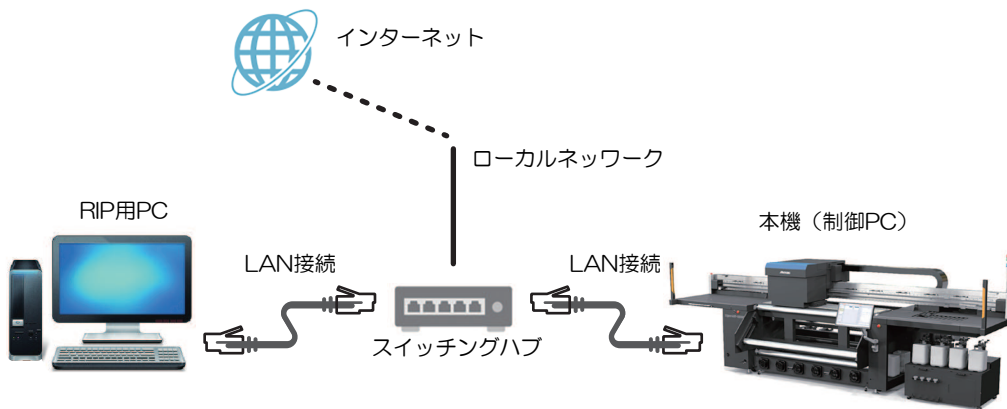 インターネット
ローカルネッワーク
RIP用PC
本機（制御PC）
LAN接続
LAN接続
スイッチングハブ